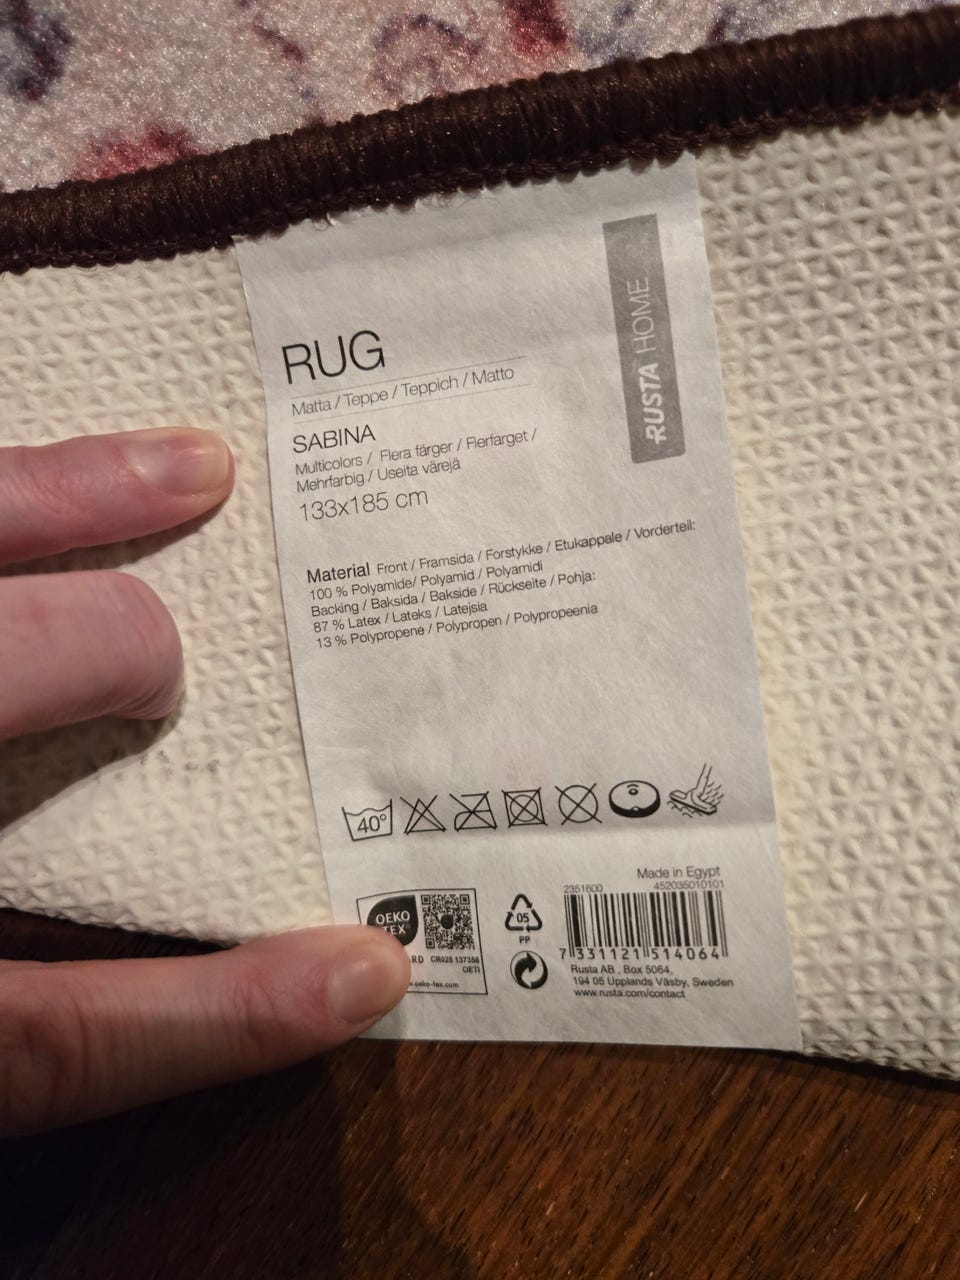 RUSTA HOME
RUG
Matta / Teppe / Teppich / Matto
SABINA
Multicolors / Flera färger / Flerfarget /
Mehrfarbig / Useita värejä
133x185 cm
Material Front / Framsida / Forstykke / Etukappale / Vorderteil:
100 % Polyamide/ Polyamid / Polyamidi
Backing / Baksida / Bakside / Rückseite / Pohja:
87 % Latex / Lateks / Latejsia
13 % Polypropene / Polypropen / Polypropeenia
40°
Made in Egypt
2351600 452035010101
OEKO
TEX®
CR028 137356
OETI
05
PP
7 331121 514064
Rusta AB , Box 5064,
194 05 Upplands Väsby, Sweden
www.rusta.com/contact